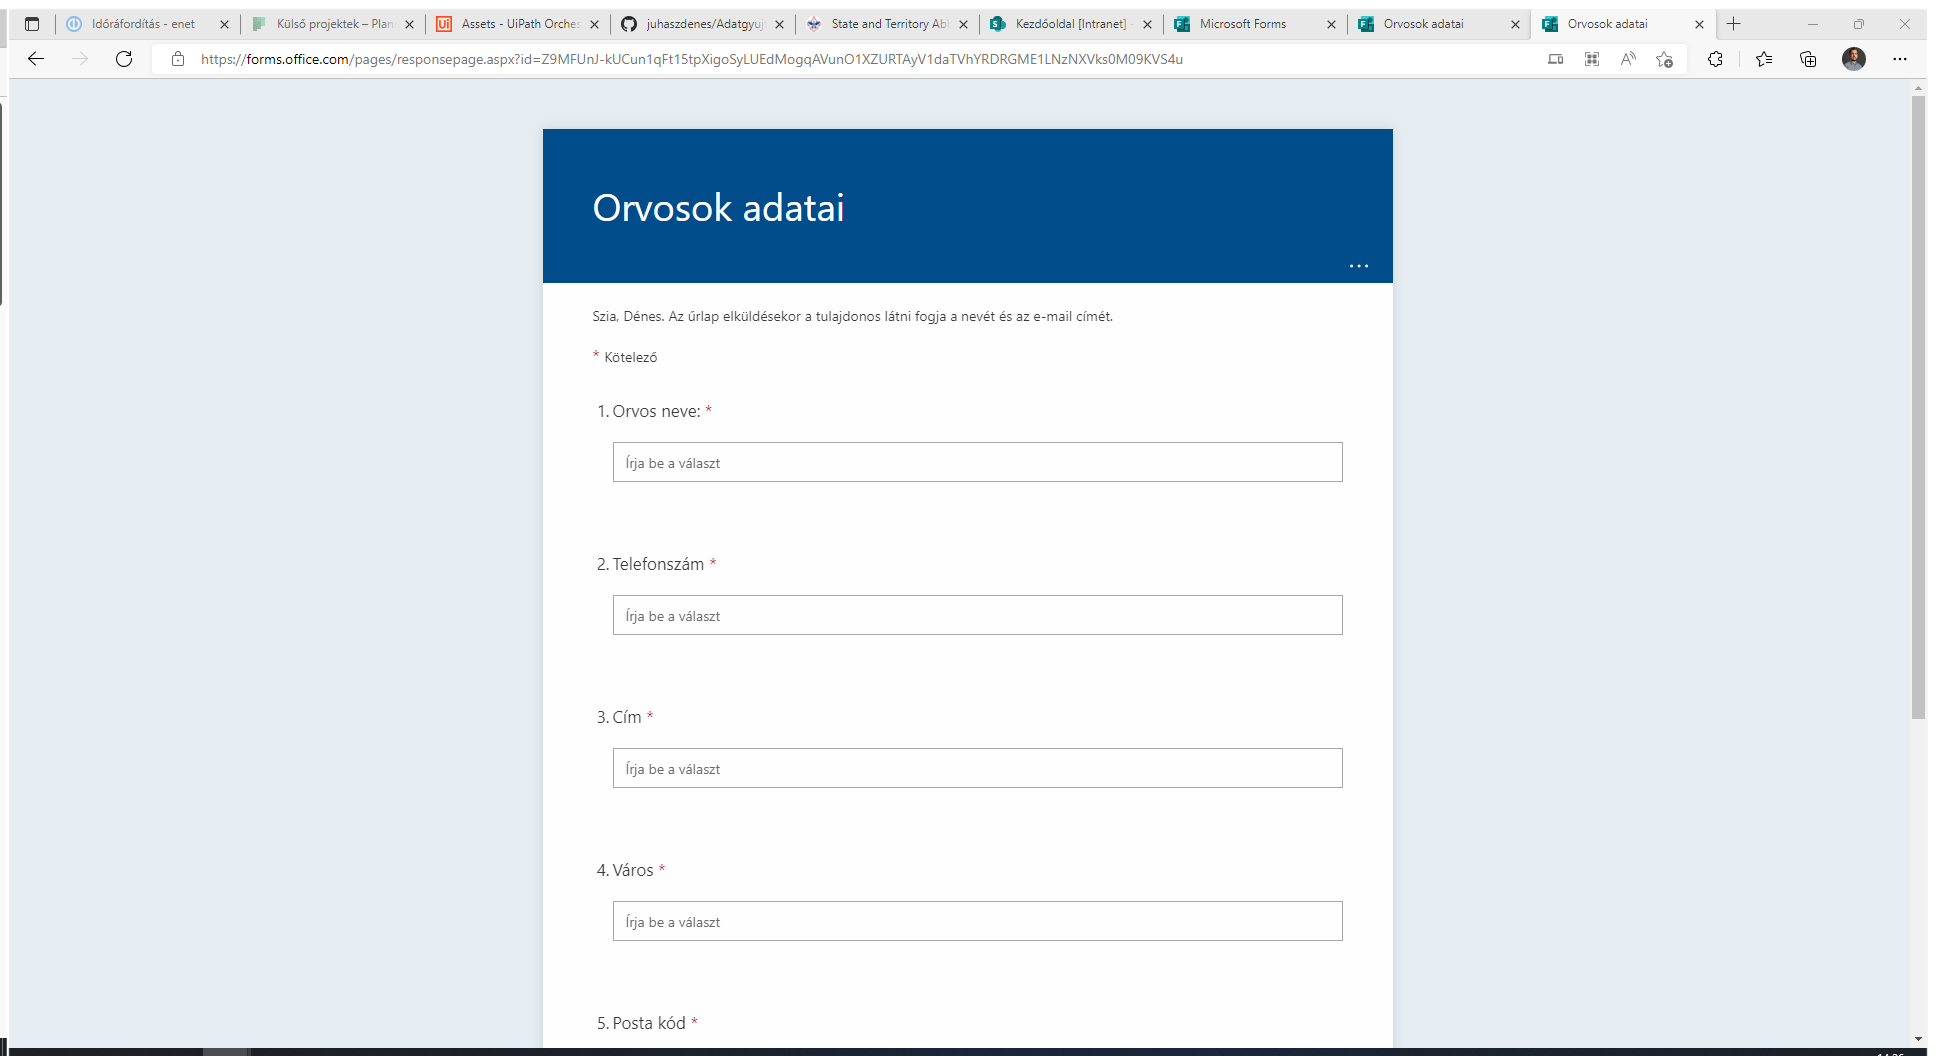 Időráfordítás - enet
Külső projektek – Plan
Assets - UiPath Orches
juhaszdenes/Adatgyujt
State and Territory Ab
Kezdőoldal [Intranet] -
Microsoft Forms
Orvosok adatai
Orvosok adatai
https://forms.office.com/pages/responsepage.aspx?id=Z9MFUnJ-kUCun1qFt15tpXigoSyLUEdMogqAVunO1XZURTAyV1daTVhYRDRGME1LNzNXVks0M09KVS4u
Orvosok adatai
...
Szia, Dénes. Az űrlap elküldésekor a tulajdonos látni fogja a nevét és az e-mail címét.
* Kötelező
1. Orvos neve: *
Írja be a választ
2. Telefonszám *
Írja be a választ
3. Cím *
Írja be a választ
4. Város *
Írja be a választ
5. Posta kód *